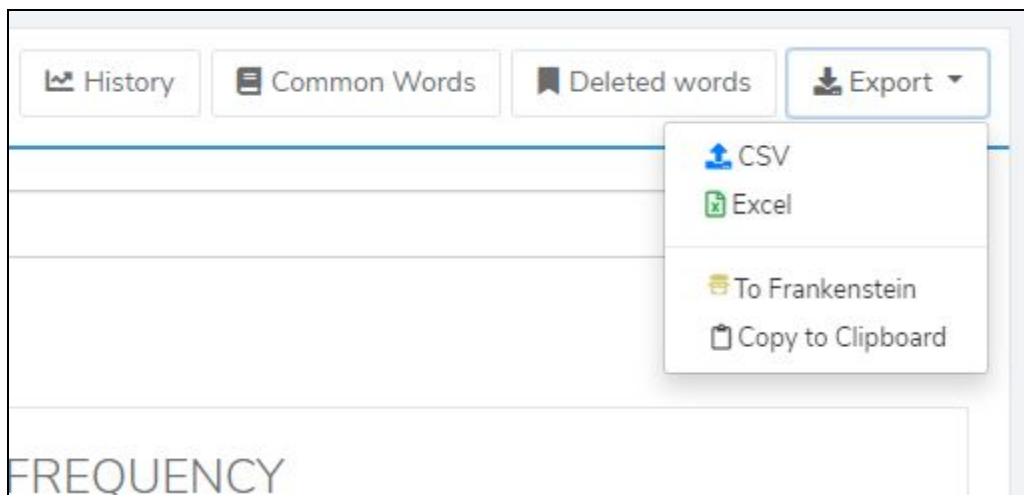 History Common Words Deleted words Export
CSV
Excel
To Frankenstein
Copy to Clipboard
FREQUENCY